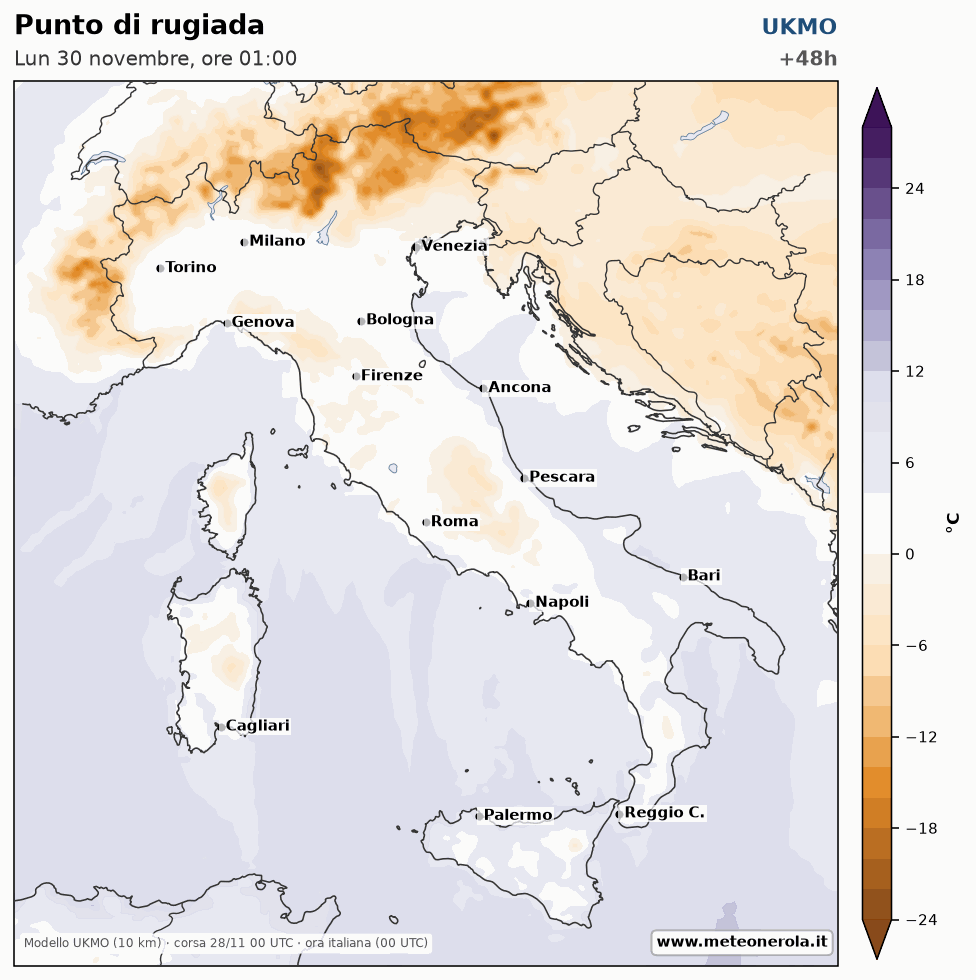 Punto di rugiada
UKMO
Lun 30 novembre, ore 01:00
+48h
Milano
Venezia
Torino
Genova
Bologna
Firenze
Ancona
Pescara
Roma
Bari
Napoli
Cagliari
Palermo
Reggio C.
24
18
12
6
0
−6
−12
−18
−24
°C
Modello UKMO (10 km) · corsa 28/11 00 UTC · ora italiana (00 UTC)
www.meteonerola.it